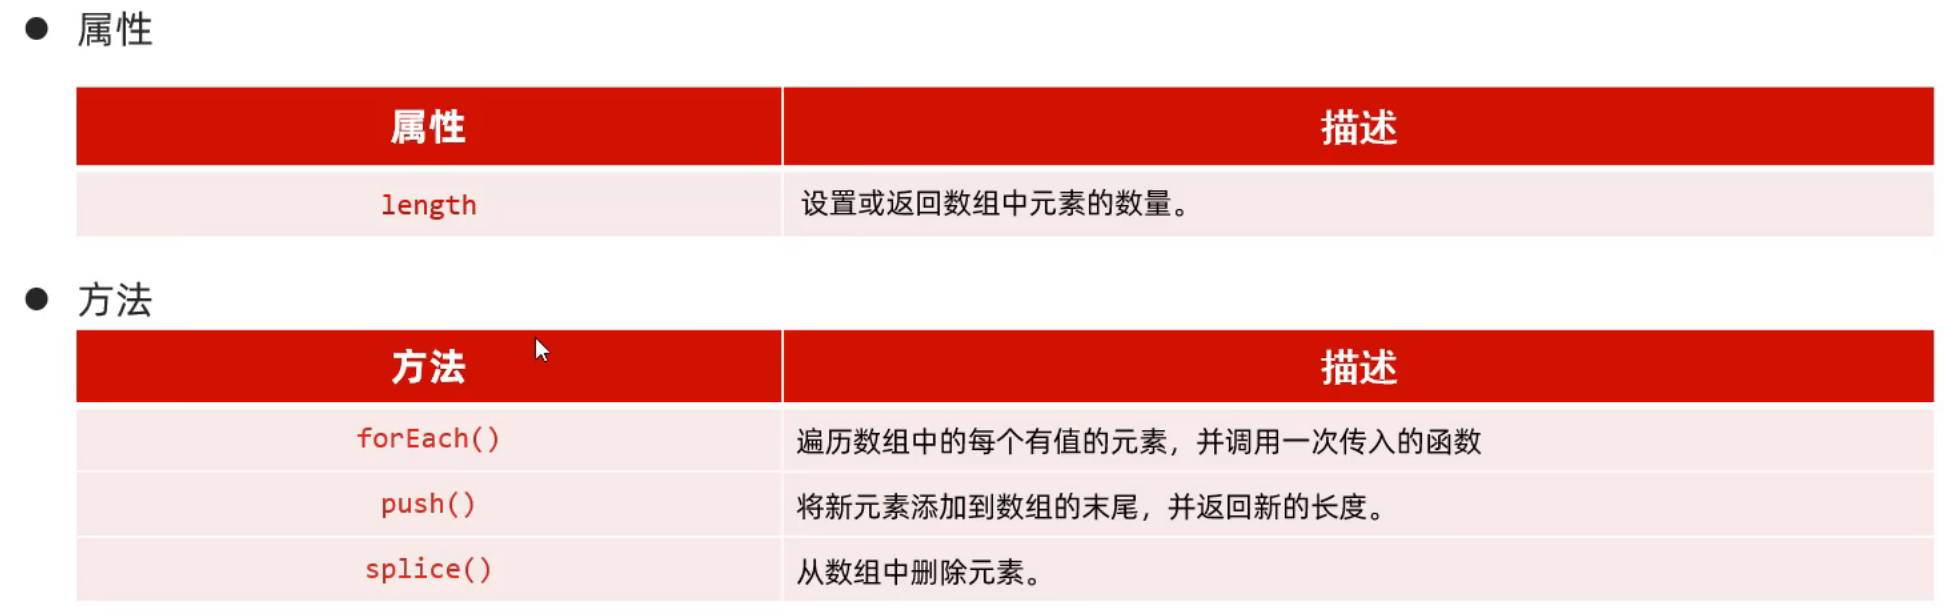 属性
属性 描述
length 设置或返回数组中元素的数量。
方法
方法 描述
forEach() 遍历数组中的每个有值的元素，并调用一次传入的函数
push() 将新元素添加到数组的末尾，并返回新的长度。
splice() 从数组中删除元素。